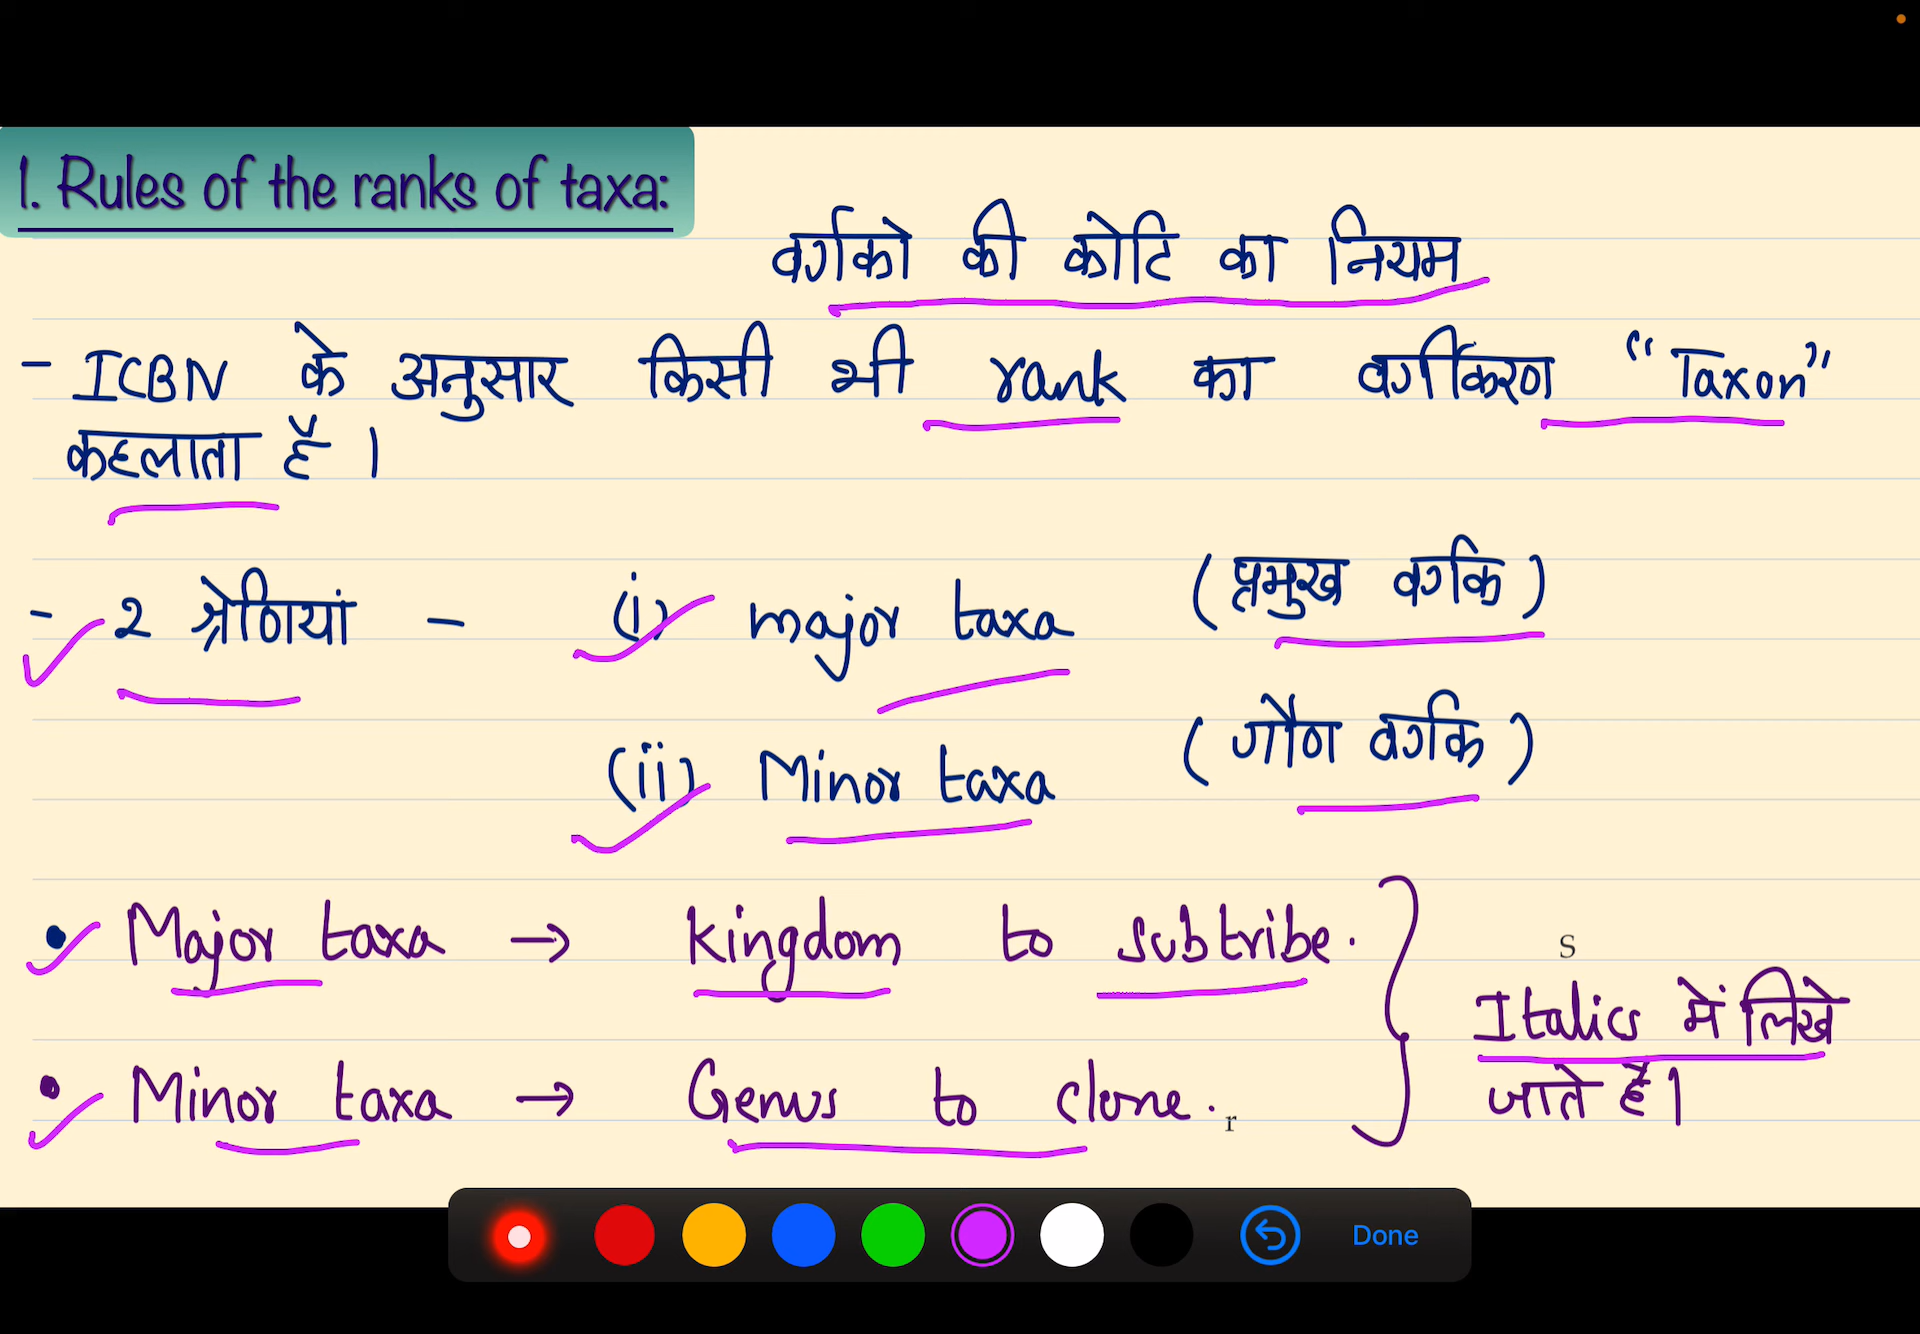 1. Rules of the ranks of taxa:
वर्गको की कोटि का नियम
- ICBN के अनुसार किसी भी rank का वर्गीकरण "Taxon"
कहलाता है।
- 2 श्रेणियां - (i) major taxa (प्रमुख वर्गक)
(ii) Minor taxa (गौण वर्गक)
• Major taxa → kingdom to subtribe.
S
Italics में लिखे
जाते हैं।
• Minor taxa → Genus to clone.
r
Done